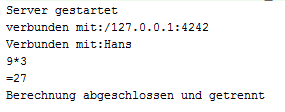 Server gestartet
verbunden mit:/127.0.0.1:4242
Verbunden mit:Hans
9*3
=27
Berechnung abgeschlossen und getrennt